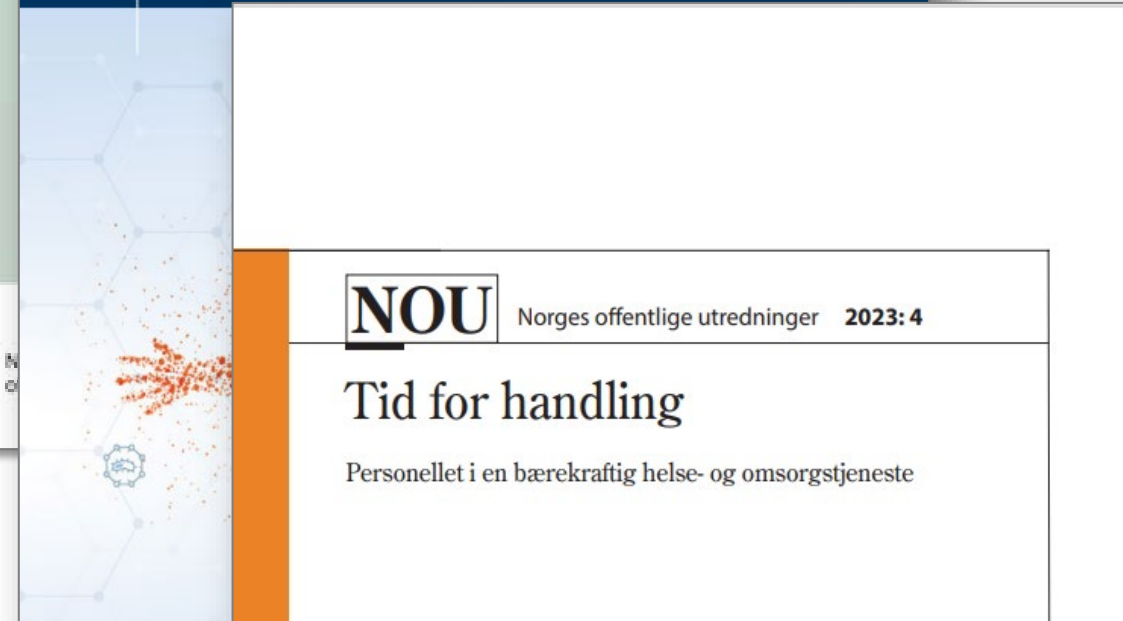 NOU Norges offentlige utredninger 2023: 4
Tid for handling
Personellet i en bærekraftig helse- og omsorgstjeneste